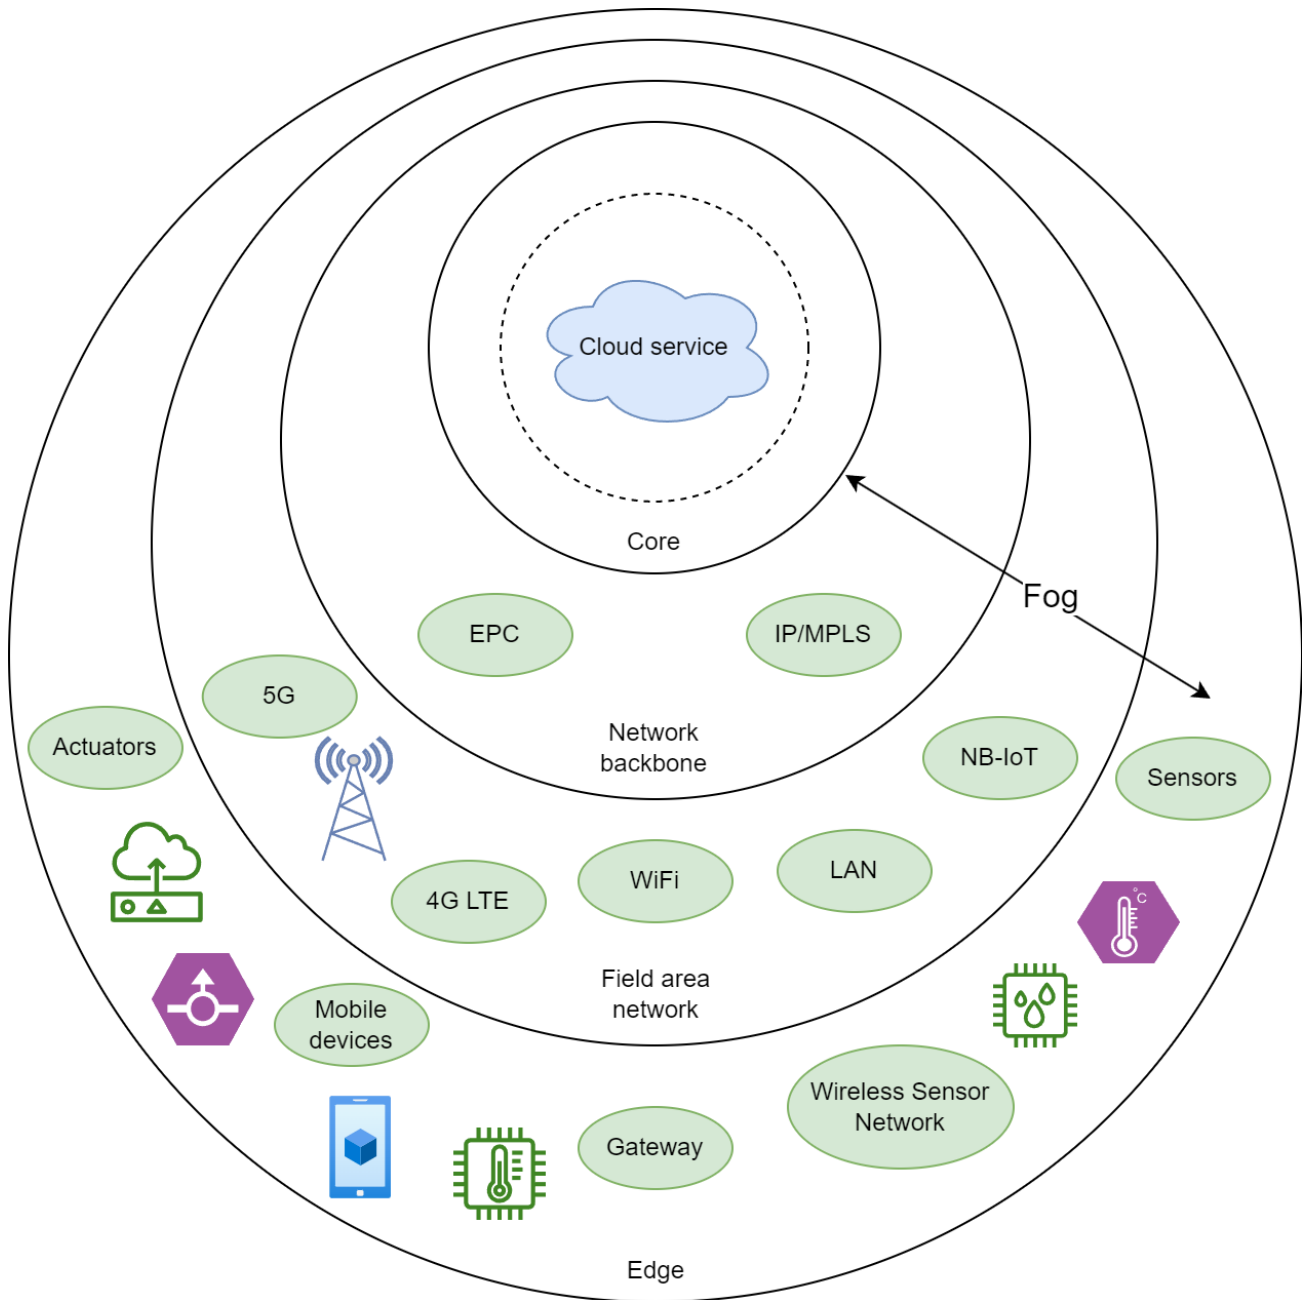 Cloud service
Core
Fog
EPC
IP/MPLS
5G
Network
backbone
Actuators
NB-IoT
Sensors
4G LTE
WiFi
LAN
°C
Field area
network
Mobile
devices
Wireless Sensor
Network
Gateway
Edge